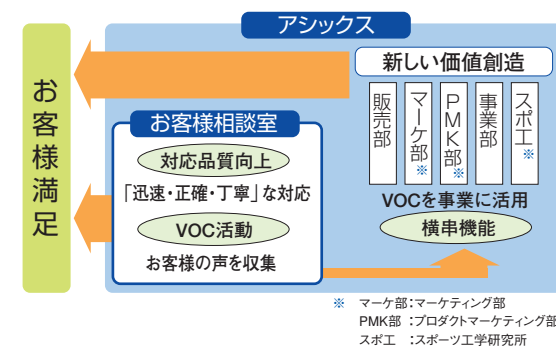 アシックス
お客様満足
新しい価値創造
販売部
マーケ部※
PMK部※
事業部
スポエ※
お客様相談室
対応品質向上
「迅速・正確・丁寧」な対応
VOC活動
お客様の声を収集
VOCを事業に活用
横串機能
※ マーケ部:マーケティング部
PMK部 :プロダクトマーケティング部
スポエ :スポーツ工学研究所